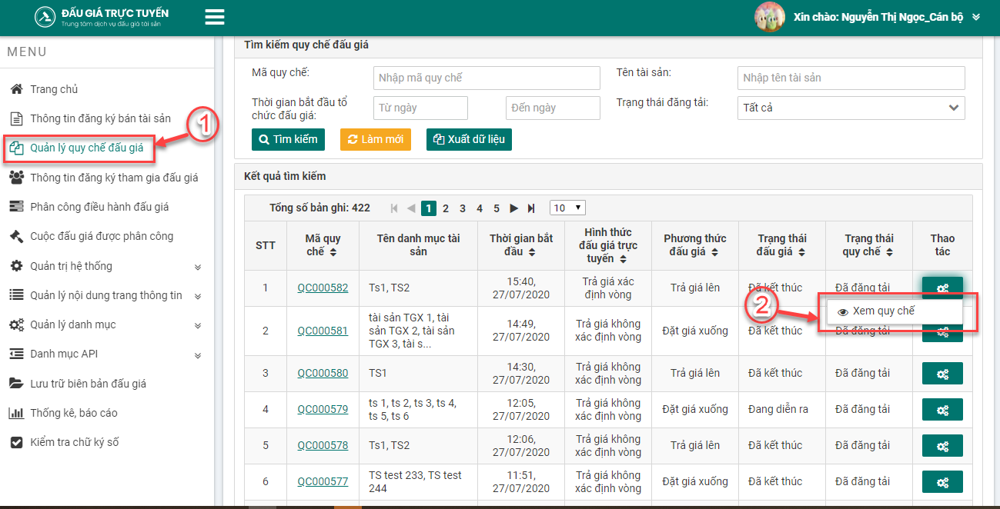 ĐẤU GIÁ TRỰC TUYẾN
Trung tâm dịch vụ đấu giá tài sản
Xin chào: Nguyễn Thị Ngọc_Cán bộ
MENU
Trang chủ
Thông tin đăng ký bán tài sản
1
Quản lý quy chế đấu giá
Thông tin đăng ký tham gia đấu giá
Phân công điều hành đấu giá
Cuộc đấu giá được phân công
Quản trị hệ thống
Quản lý nội dung trang thông tin
Quản lý danh mục
Danh mục API
Lưu trữ biên bản đấu giá
Thống kê, báo cáo
Kiểm tra chữ ký số
Tìm kiếm quy chế đấu giá
Mã quy chế:
Nhập mã quy chế
Tên tài sản:
Nhập tên tài sản
Thời gian bắt đầu tổ
chức đấu giá:
Từ ngày
Đến ngày
Trạng thái đăng tải:
Tất cả
Tìm kiếm
Làm mới
Xuất dữ liệu
Kết quả tìm kiếm
Tổng số bản ghi: 422
1 2 3 4 5
10
STT
Mã quy
chế
Tên danh mục tài
sản
Thời gian bắt
đầu
Hình thức
đấu giá trực
tuyến
Phương thức
đấu giá
Trạng thái
đấu giá
Trạng thái
quy chế
Thao
tác
1
QC000582
Ts1, TS2
15:40,
27/07/2020
Trả giá xác
định vòng
Trả giá lên
Đã kết thúc
Đã đăng tải
2
Xem quy chế
2
QC000581
tài sản TGX 1, tài
sản TGX 2, tài sản
TGX 3, tài s...
14:49,
27/07/2020
Trả giá không
xác định vòng
Đặt giá xuống
Đã kết thúc
Đã đăng tải
3
QC000580
TS1
14:30,
27/07/2020
Trả giá không
xác định vòng
Trả giá lên
Đã kết thúc
Đã đăng tải
4
QC000579
ts 1, ts 2, ts 3, ts 4,
ts 5, ts 6
12:05,
27/07/2020
Trả giá không
xác định vòng
Đặt giá xuống
Đang diễn ra
Đã đăng tải
5
QC000578
Ts1, TS2
12:06,
27/07/2020
Trả giá không
xác định vòng
Trả giá lên
Đã kết thúc
Đã đăng tải
6
QC000577
TS test 233, TS test
244
11:51,
27/07/2020
Trả giá không
xác định vòng
Đặt giá xuống
Đã kết thúc
Đã đăng tải